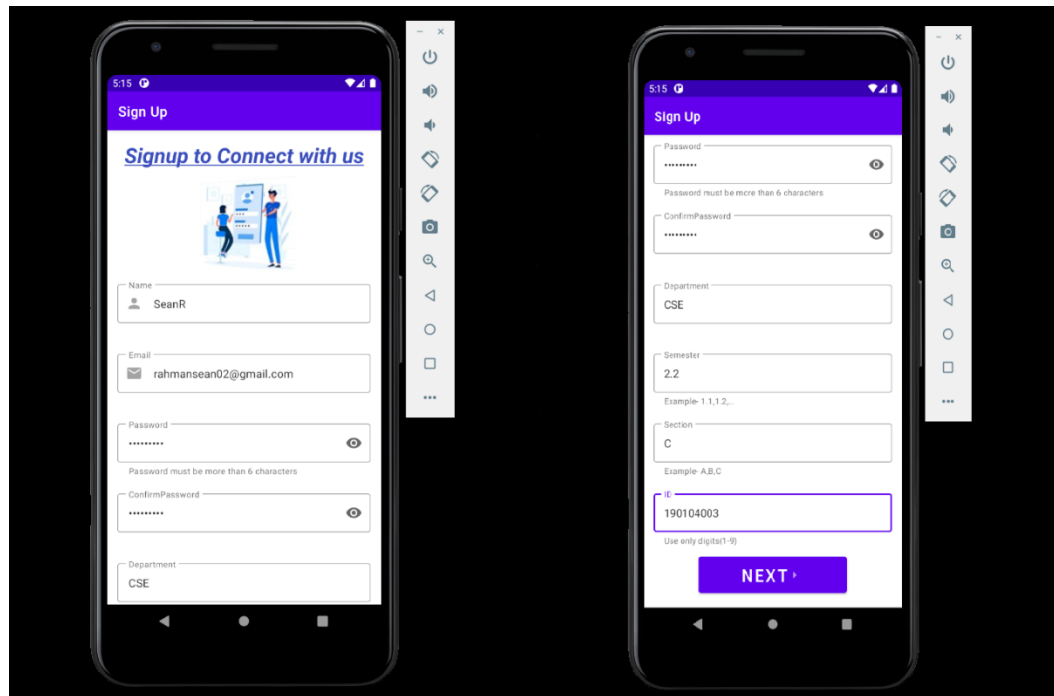 5:15
Sign Up
Signup to Connect with us
Name
SeanR
Email
rahmansean02@gmail.com
Password
•••••••••
Password must be more than 6 characters
ConfirmPassword
•••••••••
Department
CSE
5:15
Sign Up
Password
•••••••••
Password must be more than 6 characters
ConfirmPassword
•••••••••
Department
CSE
Semester
2.2
Example- 1.1,1.2,..
Section
C
Example- A,B,C
ID
190104003
Use only digits(1-9)
NEXT